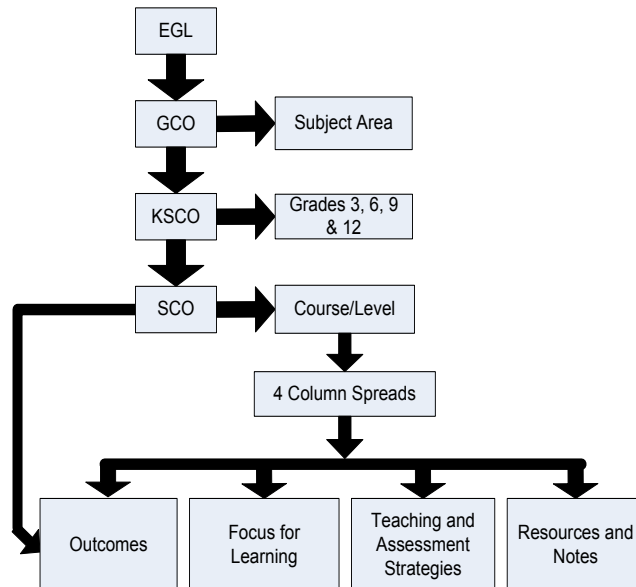 EGL
GCO
Subject Area
KSCO
Grades 3, 6, 9
& 12
SCO
Course/Level
4 Column Spreads
Outcomes
Focus for
Learning
Teaching and
Assessment
Strategies
Resources and
Notes